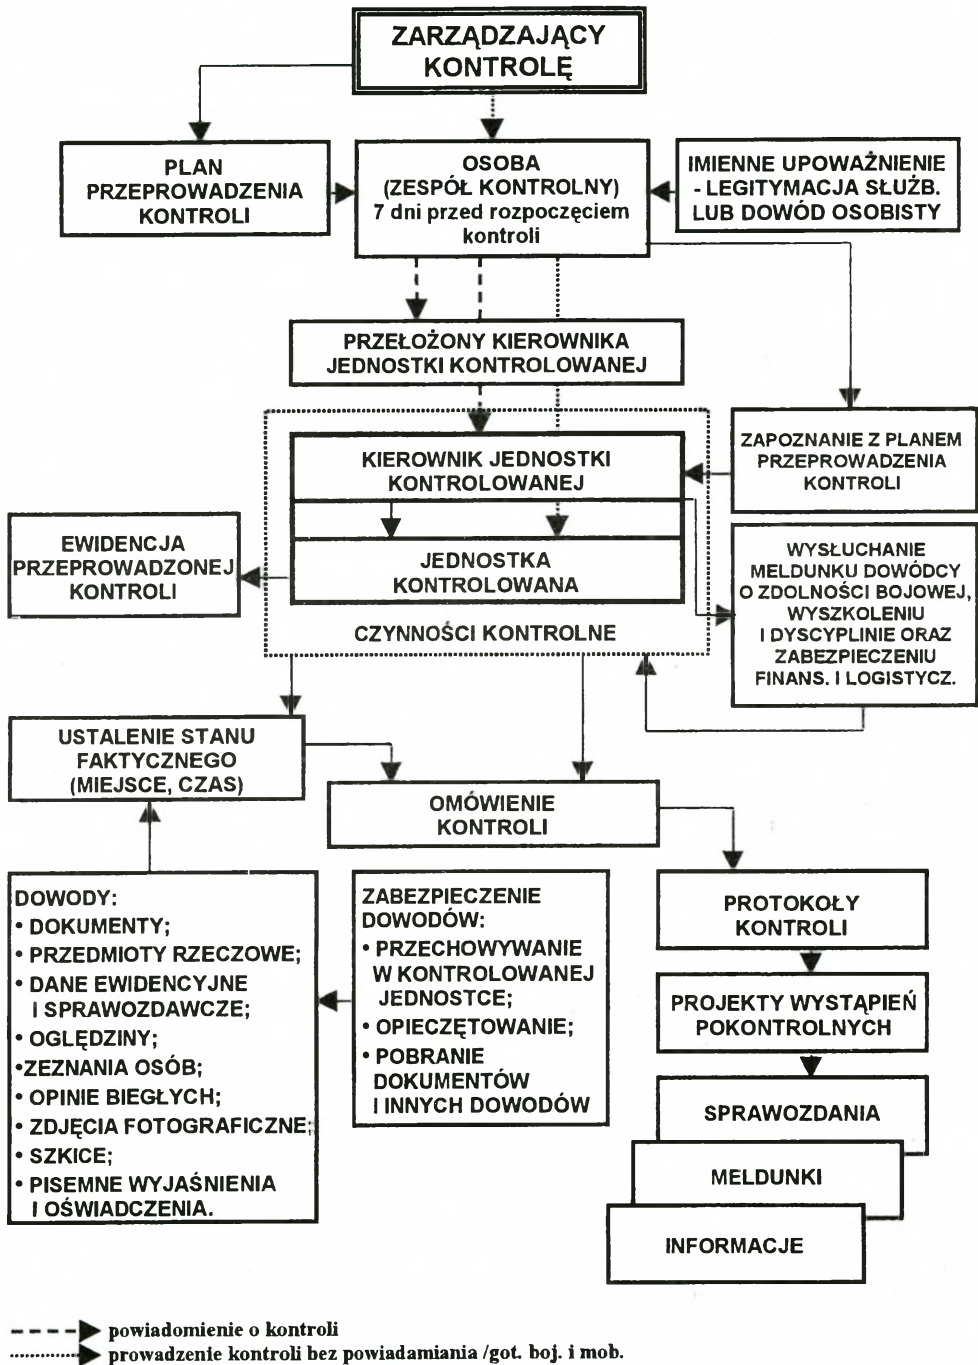 ZARZĄDZAJĄCY
KONTROLĘ
PLAN
PRZEPROWADZENIA
KONTROLI
OSOBA
(ZESPÓŁ KONTROLNY)
7 dni przed rozpoczęciem
kontroli
IMIENNE UPOWAŻNIENIE
- LEGITYMACJA SŁUŻB.
LUB DOWÓD OSOBISTY
PRZEŁOŻONY KIEROWNIKA
JEDNOSTKI KONTROLOWANEJ
KIEROWNIK JEDNOSTKI
KONTROLOWANEJ
ZAPOZNANIE Z PLANEM
PRZEPROWADZENIA
KONTROLI
EWIDENCJA
PRZEPROWADZONEJ
KONTROLI
JEDNOSTKA
KONTROLOWANA
CZYNNOŚCI KONTROLNE
WYSŁUCHANIE
MELDUNKU DOWÓDCY
O ZDOLNOŚCI BOJOWEJ,
WYSZKOLENIU
I DYSCYPLINIE ORAZ
ZABEZPIECZENIU
FINANS. I LOGISTYCZ.
USTALENIE STANU
FAKTYCZNEGO
(MIEJSCE, CZAS)
OMÓWIENIE
KONTROLI
DOWODY:
• DOKUMENTY;
• PRZEDMIOTY RZECZOWE;
• DANE EWIDENCYJNE
I SPRAWOZDAWCZE;
• OGLĘDZINY;
•ZEZNANIA OSÓB;
• OPINIE BIEGŁYCH;
• ZDJĘCIA FOTOGRAFICZNE;
• SZKICE;
• PISEMNE WYJAŚNIENIA
I OŚWIADCZENIA.
ZABEZPIECZENIE
DOWODÓW:
• PRZECHOWYWANIE
W KONTROLOWANEJ
JEDNOSTCE;
• OPIECZĘTOWANIE;
• POBRANIE
DOKUMENTÓW
I INNYCH DOWODÓW
PROTOKOŁY
KONTROLI
PROJEKTY WYSTĄPIEŃ
POKONTROLNYCH
SPRAWOZDANIA
MELDUNKI
INFORMACJE
powiadomienie o kontroli
prowadzenie kontroli bez powiadamiania /got. boj. i mob.